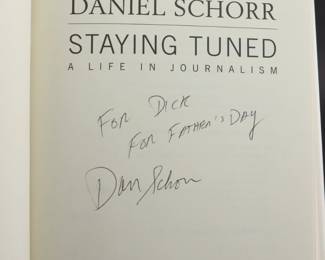 DANIEL SCHORR
STAYING TUNED
A LIFE IN JOURNALISM
FOR DICK
FOR FATHER'S DAY
Dan Schorr